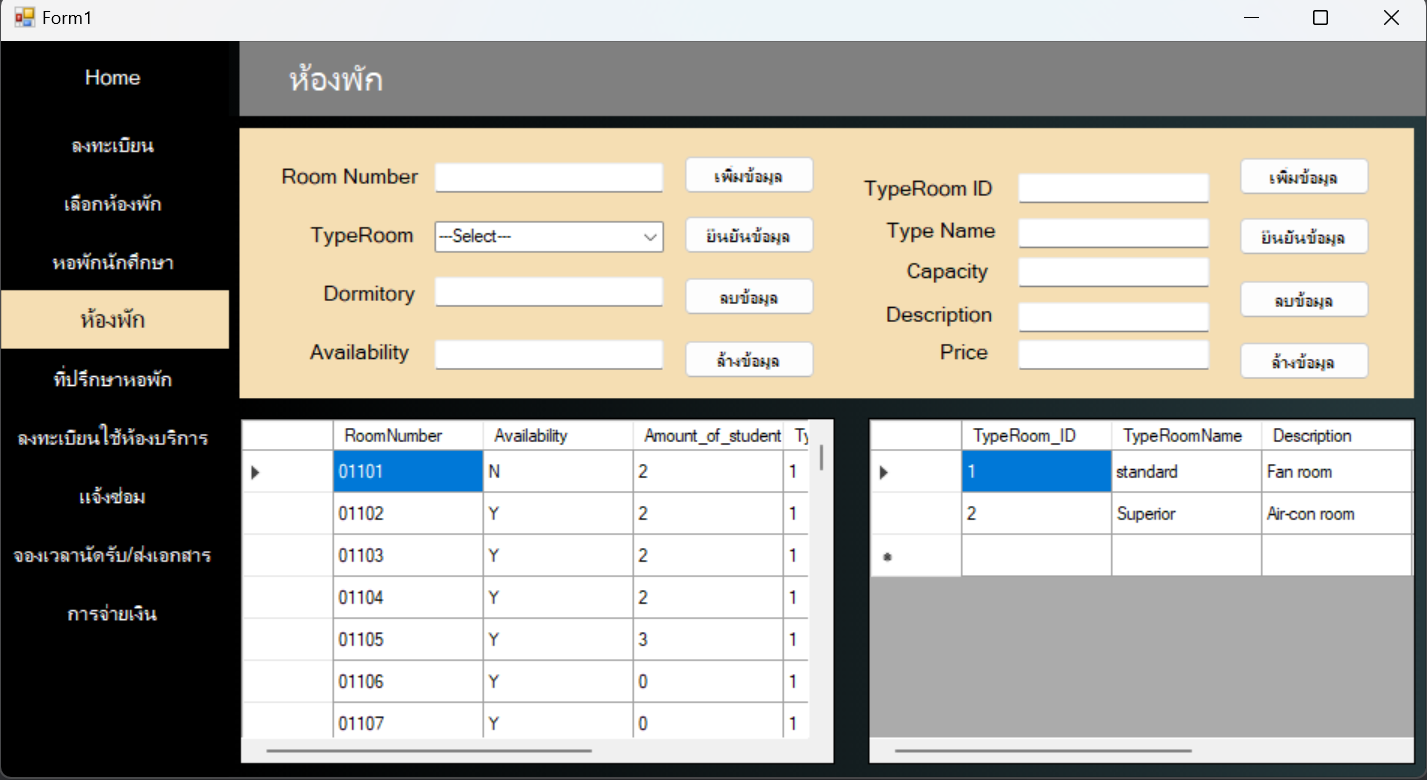 Form1
Home
ลงทะเบียน
เลือกห้องพัก
หอพักนักศึกษา
ห้องพัก
ที่ปรึกษาหอพัก
ลงทะเบียนใช้ห้องบริการ
แจ้งซ่อม
จองเวลานัดรับ/ส่งเอกสาร
การจ่ายเงิน
ห้องพัก
Room Number
เพิ่มข้อมูล
TypeRoom
---Select---
ยืนยันข้อมูล
Dormitory
ลบข้อมูล
Availability
ล้างข้อมูล
TypeRoom ID
เพิ่มข้อมูล
Type Name
ยืนยันข้อมูล
Capacity
Description
ลบข้อมูล
Price
ล้างข้อมูล
RoomNumber Availability Amount_of_student Ty
01101 N 2 1
01102 Y 2 1
01103 Y 2 1
01104 Y 2 1
01105 Y 3 1
01106 Y 0 1
01107 Y 0 1
TypeRoom_ID TypeRoomName Description
1 standard Fan room
2 Superior Air-con room